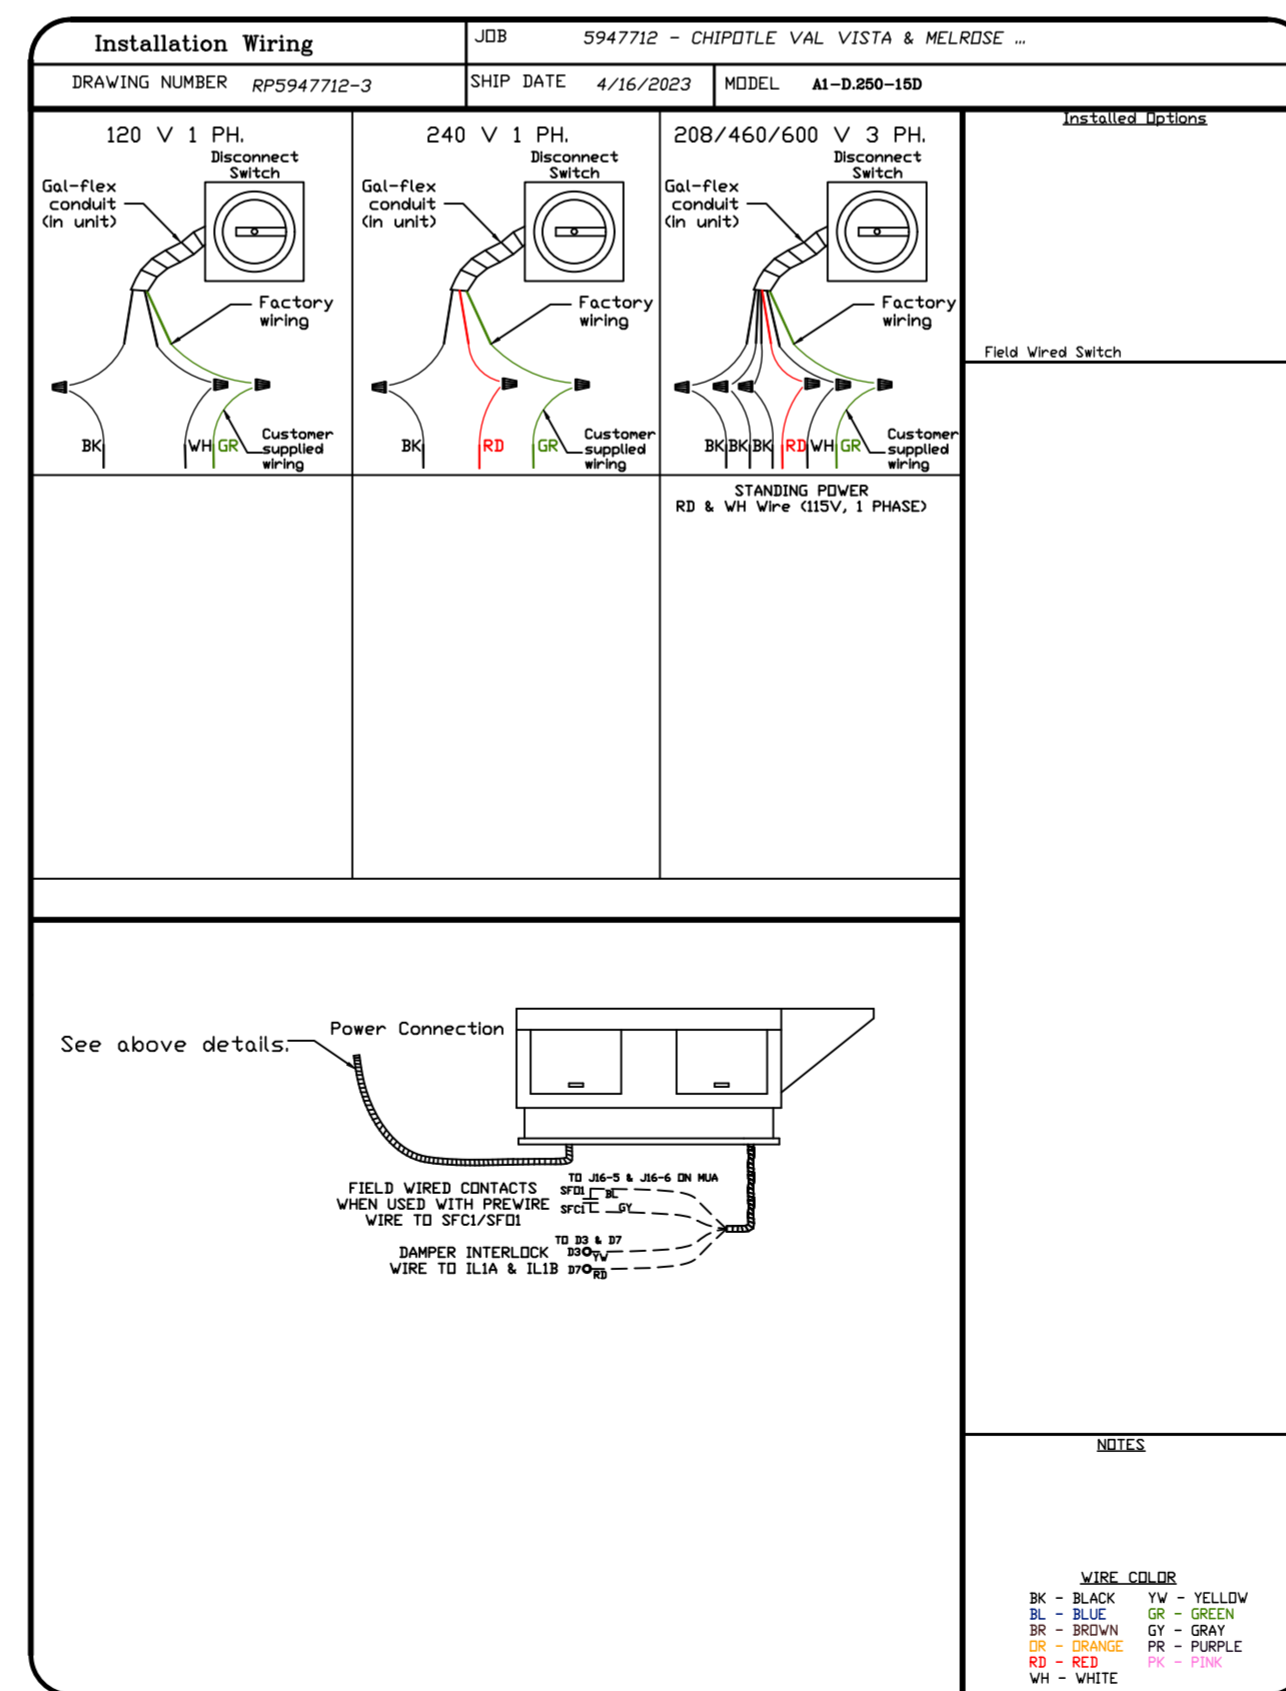 Installation Wiring
JOB 5947712 - CHIPOTLE VAL VISTA & MELROSE ...
DRAWING NUMBER RP5947712-3
SHIP DATE 4/16/2023
MODEL A1-D.250-15D
120 V 1 PH.
Disconnect
Switch
Gal-flex
conduit
(in unit)
Factory
wiring
BK
WH
GR
Customer
supplied
wiring
240 V 1 PH.
Disconnect
Switch
Gal-flex
conduit
(in unit)
Factory
wiring
BK
RD
GR
Customer
supplied
wiring
208/460/600 V 3 PH.
Disconnect
Switch
Gal-flex
conduit
(in unit)
Factory
wiring
BK
BK
BK
RD
WH
GR
Customer
supplied
wiring
STANDING POWER
RD & WH Wire (115V, 1 PHASE)
Installed Options
Field Wired Switch
See above details.
Power Connection
FIELD WIRED CONTACTS
WHEN USED WITH PREWIRE
WIRE TO SFC1/SFO1
TO J16-5 & J16-6 ON MUA
SFO1
BL
SFC1
GY
DAMPER INTERLOCK
WIRE TO IL1A & IL1B
TO D3 & D7
D3
YW
D7
RD
NOTES
WIRE COLOR
BK - BLACK
BL - BLUE
BR - BROWN
OR - ORANGE
RD - RED
WH - WHITE
YW - YELLOW
GR - GREEN
GY - GRAY
PR - PURPLE
PK - PINK